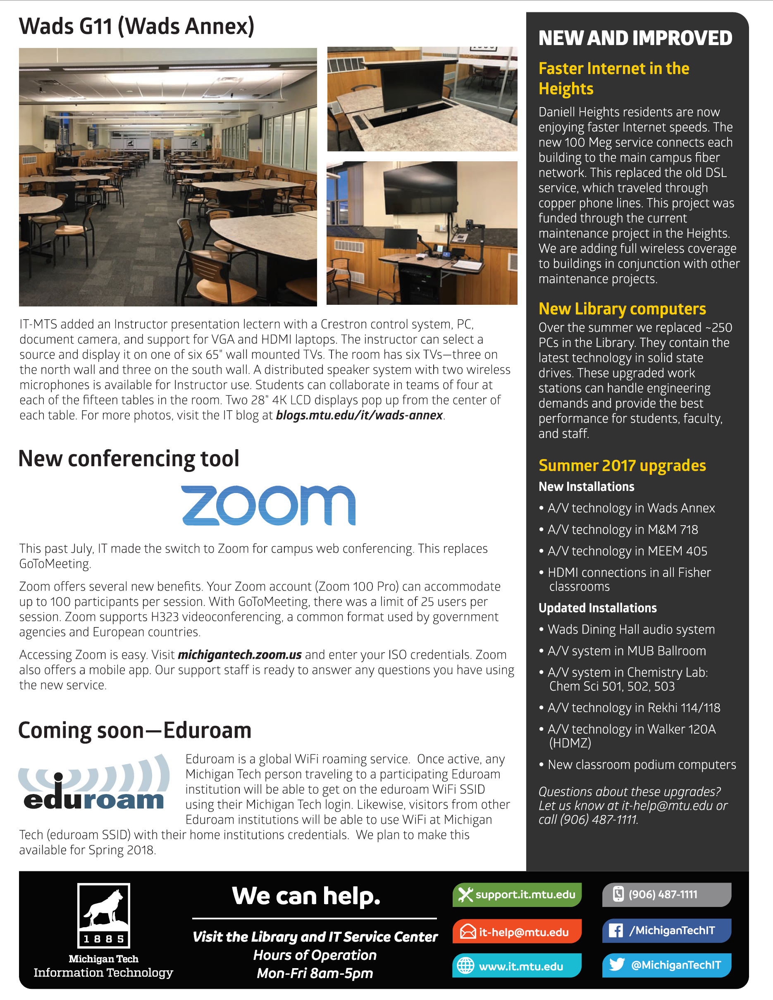 Wads G11 (Wads Annex)
IT-MTS added an Instructor presentation lectern with a Crestron control system, PC,
document camera, and support for VGA and HDMI laptops. The instructor can select a
source and display it on one of six 65" wall mounted TVs. The room has six TVs—three on
the north wall and three on the south wall. A distributed speaker system with two wireless
microphones is available for Instructor use. Students can collaborate in teams of four at
each of the fifteen tables in the room. Two 28" 4K LCD displays pop up from the center of
each table. For more photos, visit the IT blog at blogs.mtu.edu/it/wads-annex.
New conferencing tool
zoom
This past July, IT made the switch to Zoom for campus web conferencing. This replaces
GoToMeeting.
Zoom offers several new benefits. Your Zoom account (Zoom 100 Pro) can accommodate
up to 100 participants per session. With GoToMeeting, there was a limit of 25 users per
session. Zoom supports H323 videoconferencing, a common format used by government
agencies and European countries.
Accessing Zoom is easy. Visit michigantech.zoom.us and enter your ISO credentials. Zoom
also offers a mobile app. Our support staff is ready to answer any questions you have using
the new service.
Coming soon—Eduroam
eduroam
Eduroam is a global WiFi roaming service.  Once active, any
Michigan Tech person traveling to a participating Eduroam
institution will be able to get on the eduroam WiFi SSID
using their Michigan Tech login. Likewise, visitors from other
Eduroam institutions will be able to use WiFi at Michigan
Tech (eduroam SSID) with their home institutions credentials.  We plan to make this
available for Spring 2018.
NEW AND IMPROVED
Faster Internet in the
Heights
Daniell Heights residents are now
enjoying faster Internet speeds. The
new 100 Meg service connects each
building to the main campus fiber
network. This replaced the old DSL
service, which traveled through
copper phone lines. This project was
funded through the current
maintenance project in the Heights.
We are adding full wireless coverage
to buildings in conjunction with other
maintenance projects.
New Library computers
Over the summer we replaced ~250
PCs in the Library. They contain the
latest technology in solid state
drives. These upgraded work
stations can handle engineering
demands and provide the best
performance for students, faculty,
and staff.
Summer 2017 upgrades
New Installations
• A/V technology in Wads Annex
• A/V technology in M&M 718
• A/V technology in MEEM 405
• HDMI connections in all Fisher
classrooms
Updated Installations
• Wads Dining Hall audio system
• A/V system in MUB Ballroom
• A/V system in Chemistry Lab:
Chem Sci 501, 502, 503
• A/V technology in Rekhi 114/118
• A/V technology in Walker 120A
(HDMZ)
• New classroom podium computers
Questions about these upgrades?
Let us know at it-help@mtu.edu or
call (906) 487-1111.
1885
Michigan Tech
Information Technology
We can help.
Visit the Library and IT Service Center
Hours of Operation
Mon-Fri 8am-5pm
support.it.mtu.edu
(906) 487-1111
it-help@mtu.edu
/MichiganTechIT
www.it.mtu.edu
@MichiganTechIT